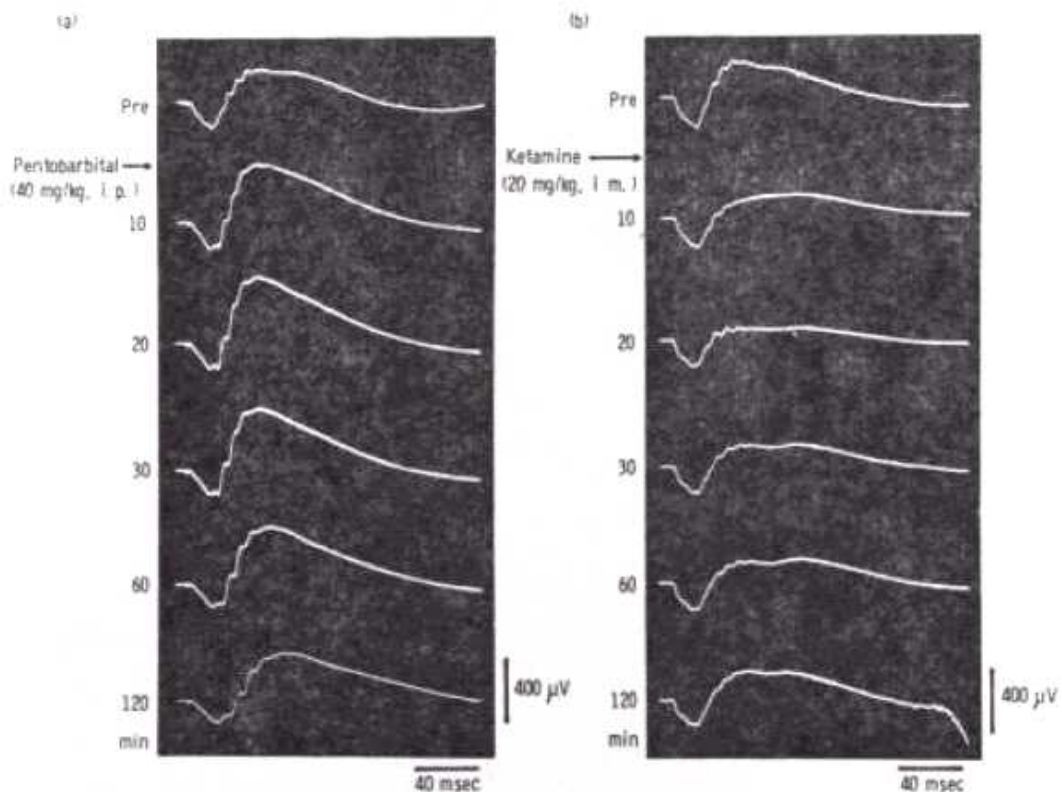 (a)
Pre
Pentobarbital
(40 mg/kg, i p.)
10
20
30
60
120
min
400 µV
40 msec
(b)
Pre
Ketamine
(20 mg/kg, i m.)
10
20
30
60
120
min
400 µV
40 msec